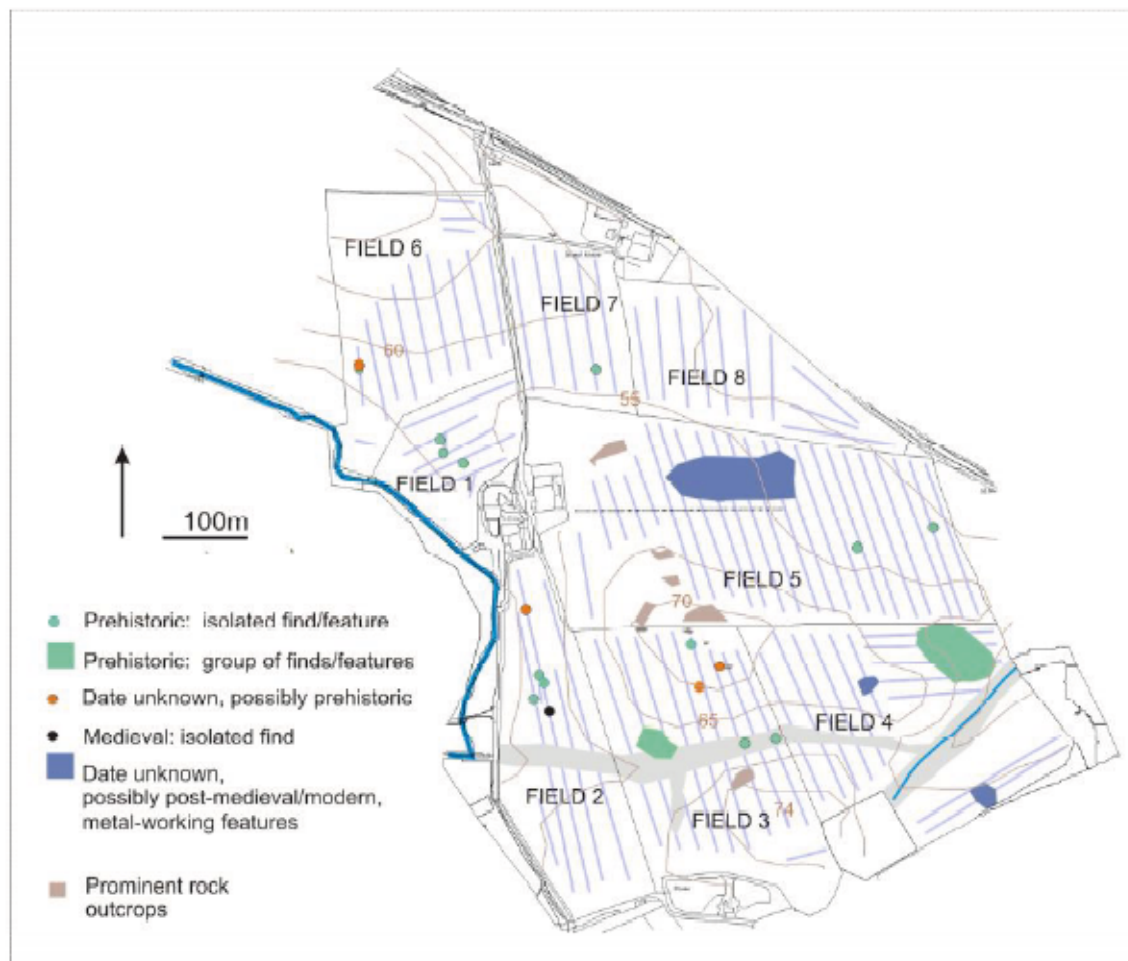 FIELD 6
FIELD 7
60
FIELD 8
55
FIELD 1
100m
FIELD 5
70
Prehistoric: isolated find/feature
Prehistoric: group of finds/features
Date unknown, possibly prehistoric
65
FIELD 4
Medieval: isolated find
Date unknown,
possibly post-medieval/modern,
metal-working features
FIELD 2
FIELD 3
74
Prominent rock
outcrops